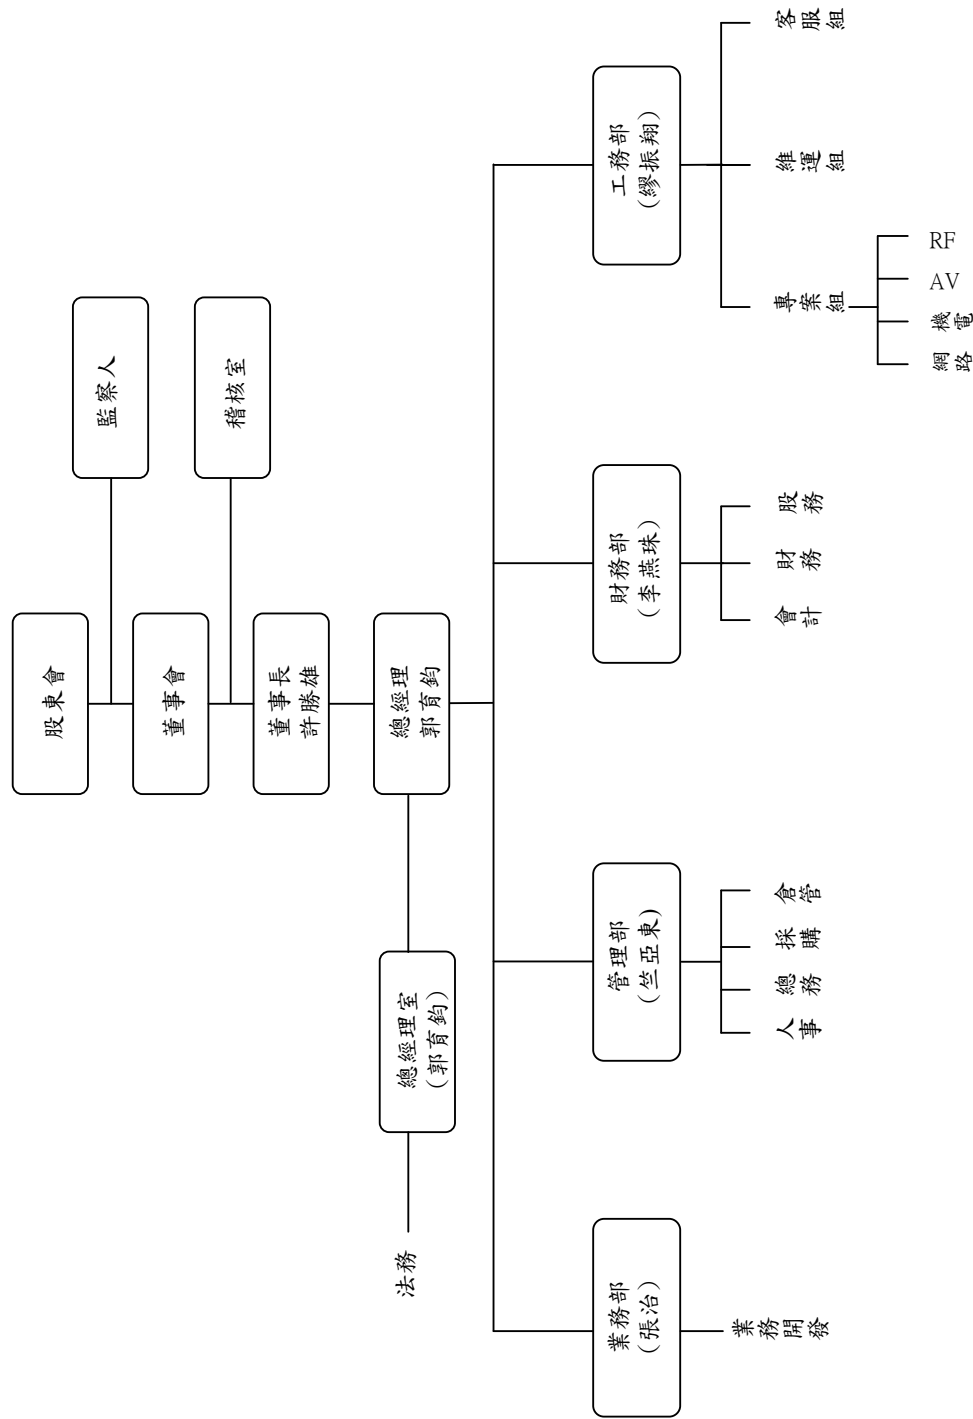 股東會
監察人
董事會
稽核室
董事長
許勝雄
總經理
郭育鈞
總經理室
(郭育鈞)
法務
業務部
(張治)
業務開發
管理部
(竺亞東)
人事
總務
採購
倉管
財務部
(李燕珠)
會計
財務
股務
工務部
(繆振翔)
專案組
網路
機電
AV
RF
維運組
客服組